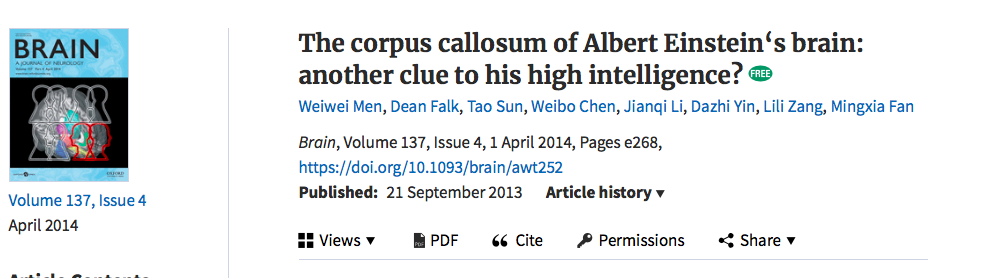 BRAIN
A JOURNAL OF NEUROLOGY
The corpus callosum of Albert Einstein‘s brain:
another clue to his high intelligence? FREE
Weiwei Men, Dean Falk, Tao Sun, Weibo Chen, Jianqi Li, Dazhi Yin, Lili Zang, Mingxia Fan
Brain, Volume 137, Issue 4, 1 April 2014, Pages e268,
https://doi.org/10.1093/brain/awt252
Published: 21 September 2013 Article history
Volume 137, Issue 4
April 2014
Views PDF Cite Permissions Share